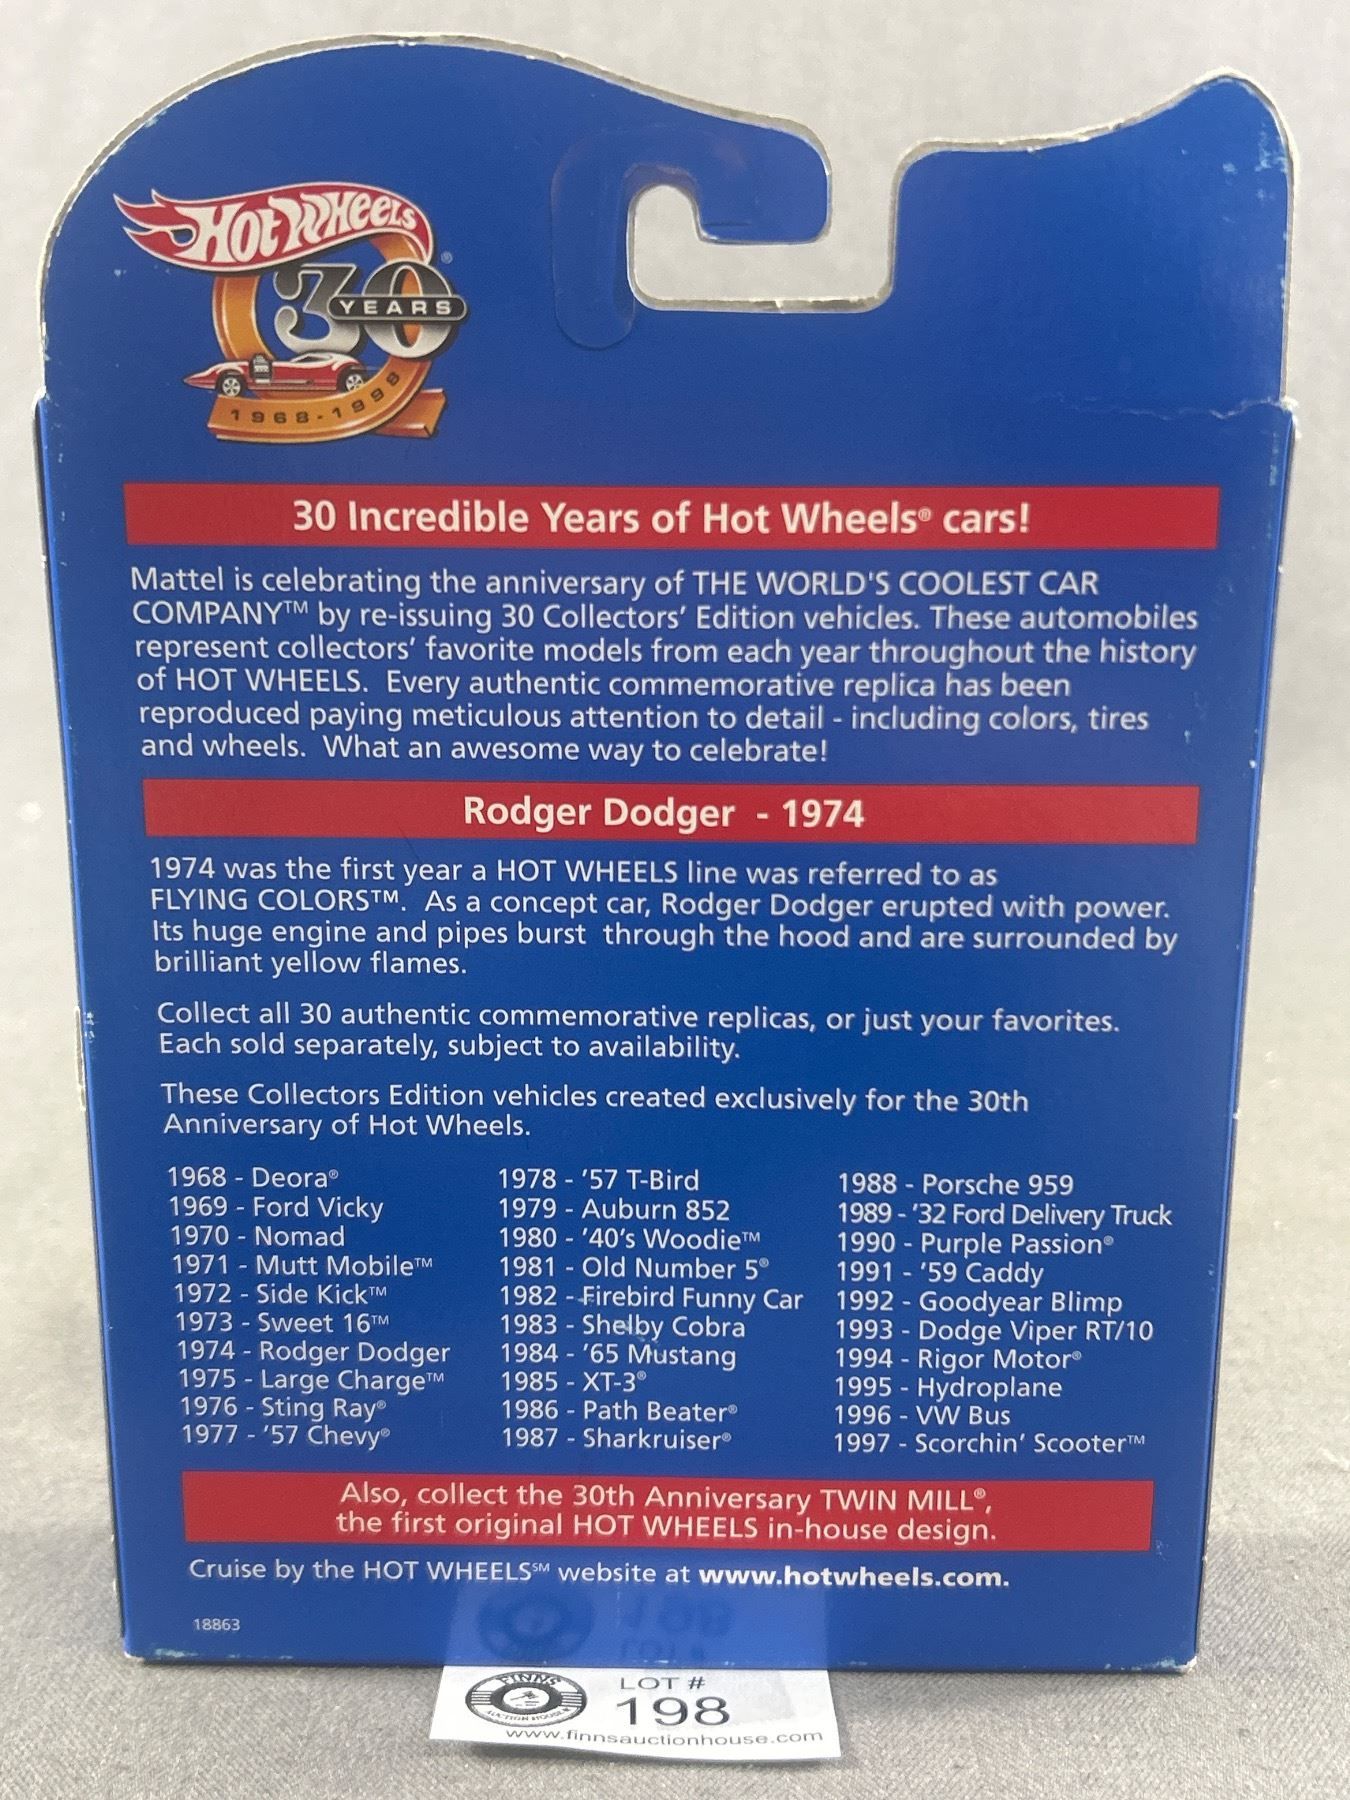 Hot Wheels®
30
YEARS
1968-1998
30 Incredible Years of Hot Wheels® cars!
Mattel is celebrating the anniversary of THE WORLD'S COOLEST CAR
COMPANY™ by re-issuing 30 Collectors' Edition vehicles. These automobiles
represent collectors' favorite models from each year throughout the history
of HOT WHEELS. Every authentic commemorative replica has been
reproduced paying meticulous attention to detail - including colors, tires
and wheels. What an awesome way to celebrate!
Rodger Dodger - 1974
1974 was the first year a HOT WHEELS line was referred to as
FLYING COLORS™. As a concept car, Rodger Dodger erupted with power.
Its huge engine and pipes burst through the hood and are surrounded by
brilliant yellow flames.
Collect all 30 authentic commemorative replicas, or just your favorites.
Each sold separately, subject to availability.
These Collectors Edition vehicles created exclusively for the 30th
Anniversary of Hot Wheels.
1968 - Deora®
1969 - Ford Vicky
1970 - Nomad
1971 - Mutt Mobile™
1972 - Side Kick™
1973 - Sweet 16™
1974 - Rodger Dodger
1975 - Large Charge™
1976 - Sting Ray®
1977 - '57 Chevy®
1978 - '57 T-Bird
1979 - Auburn 852
1980 - '40's Woodie™
1981 - Old Number 5®
1982 - Firebird Funny Car
1983 - Shelby Cobra
1984 - '65 Mustang
1985 - XT-3®
1986 - Path Beater®
1987 - Sharkruiser®
1988 - Porsche 959
1989 - '32 Ford Delivery Truck
1990 - Purple Passion®
1991 - '59 Caddy
1992 - Goodyear Blimp
1993 - Dodge Viper RT/10
1994 - Rigor Motor®
1995 - Hydroplane
1996 - VW Bus
1997 - Scorchin' Scooter™
Also, collect the 30th Anniversary TWIN MILL®,
the first original HOT WHEELS in-house design.
Cruise by the HOT WHEELS℠ website at www.hotwheels.com.
18863
FINNS
AUCTION HOUSE
LOT #
198
www.finnsauctionhouse.com